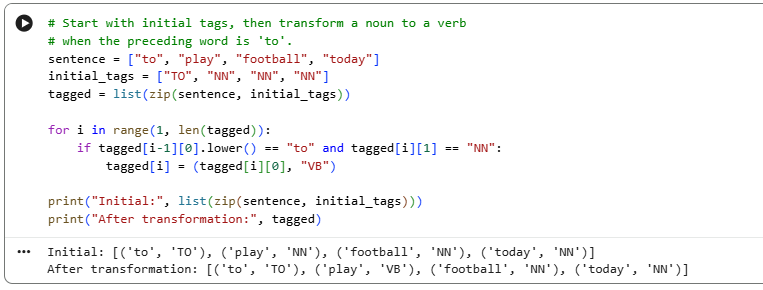 # Start with initial tags, then transform a noun to a verb
# when the preceding word is 'to'.
sentence = ["to", "play", "football", "today"]
initial_tags = ["TO", "NN", "NN", "NN"]
tagged = list(zip(sentence, initial_tags))

for i in range(1, len(tagged)):
    if tagged[i-1][0].lower() == "to" and tagged[i][1] == "NN":
        tagged[i] = (tagged[i][0], "VB")

print("Initial:", list(zip(sentence, initial_tags)))
print("After transformation:", tagged)
Initial: [('to', 'TO'), ('play', 'NN'), ('football', 'NN'), ('today', 'NN')]
After transformation: [('to', 'TO'), ('play', 'VB'), ('football', 'NN'), ('today', 'NN')]